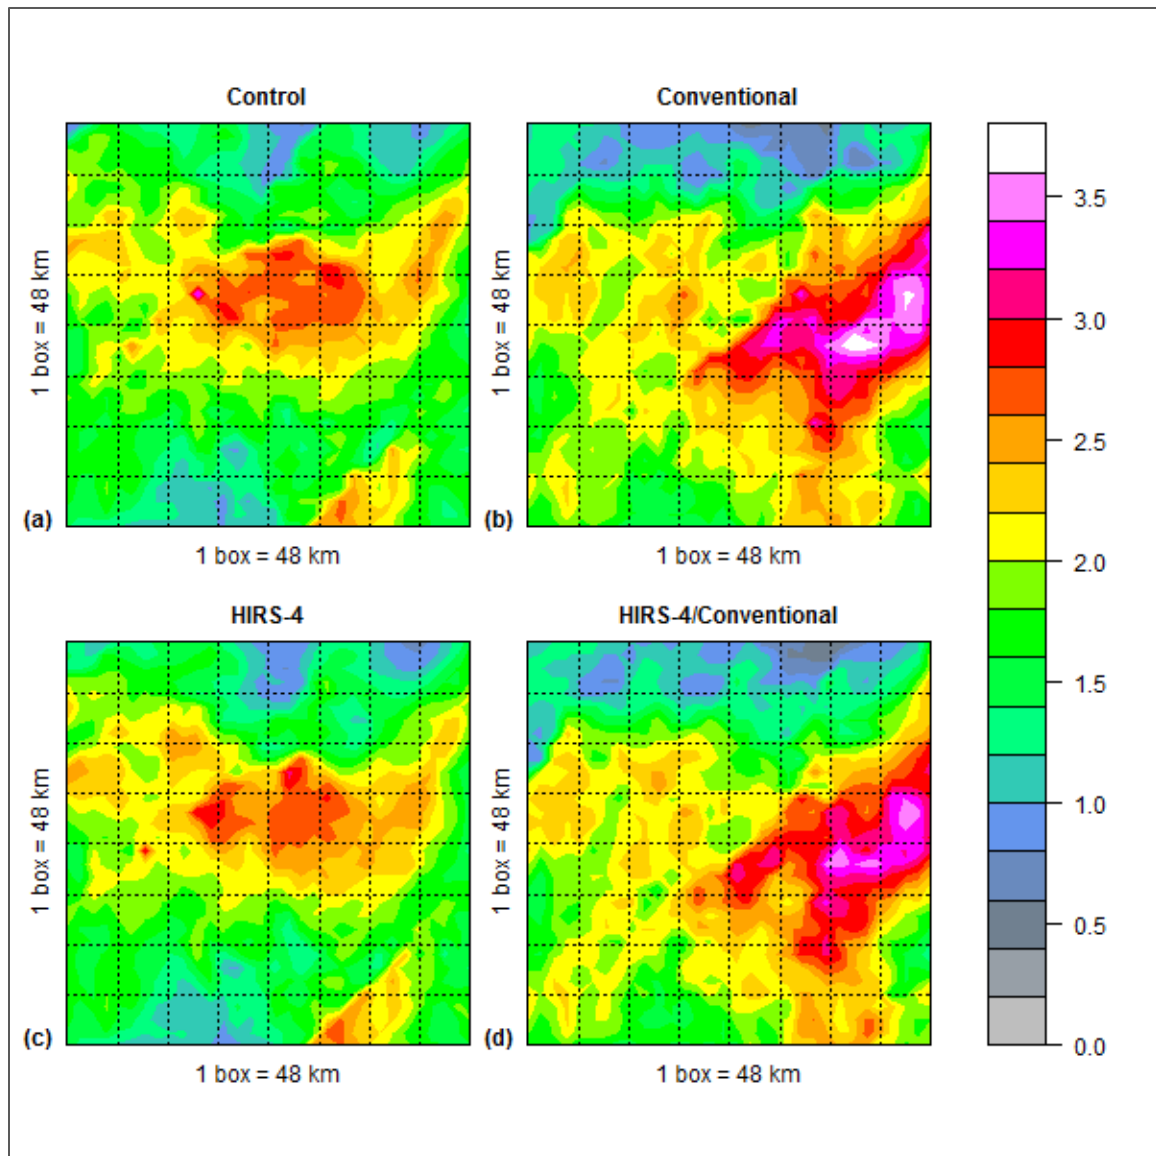 Control
Conventional
1 box = 48 km
1 box = 48 km
(a)
(b)
1 box = 48 km
1 box = 48 km
HIRS-4
HIRS-4/Conventional
1 box = 48 km
1 box = 48 km
(c)
(d)
1 box = 48 km
1 box = 48 km
3.5
3.0
2.5
2.0
1.5
1.0
0.5
0.0